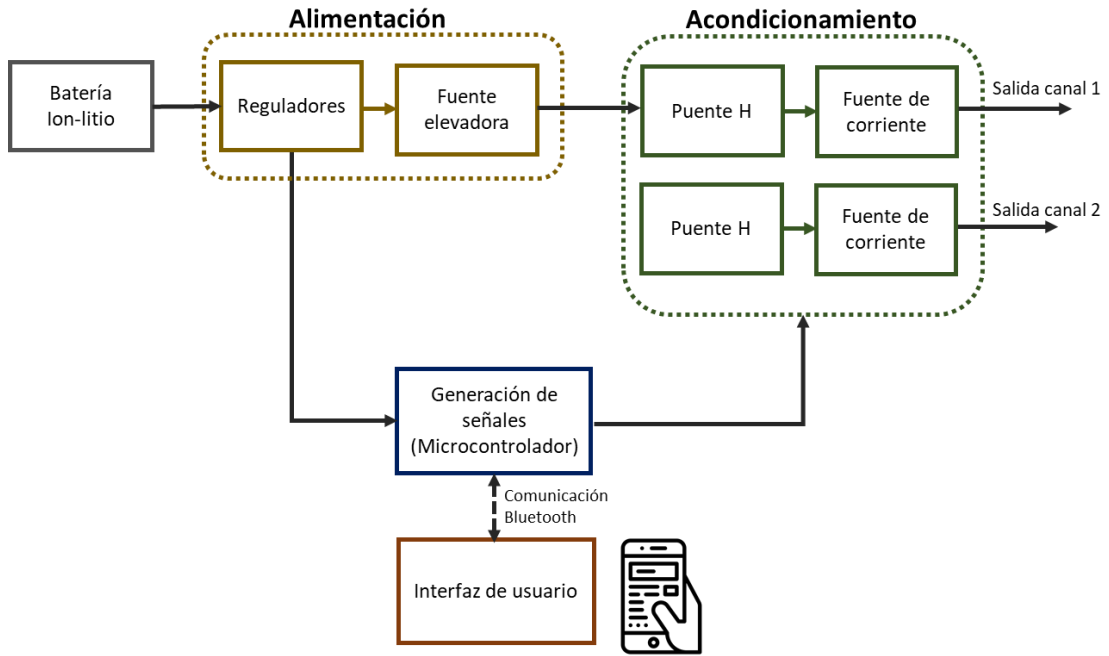 Alimentación
Acondicionamiento
Batería
Ion-litio
Reguladores
Fuente
elevadora
Puente H
Fuente de
corriente
Salida canal 1
Puente H
Fuente de
corriente
Salida canal 2
Generación de
señales
(Microcontrolador)
Comunicación
Bluetooth
Interfaz de usuario